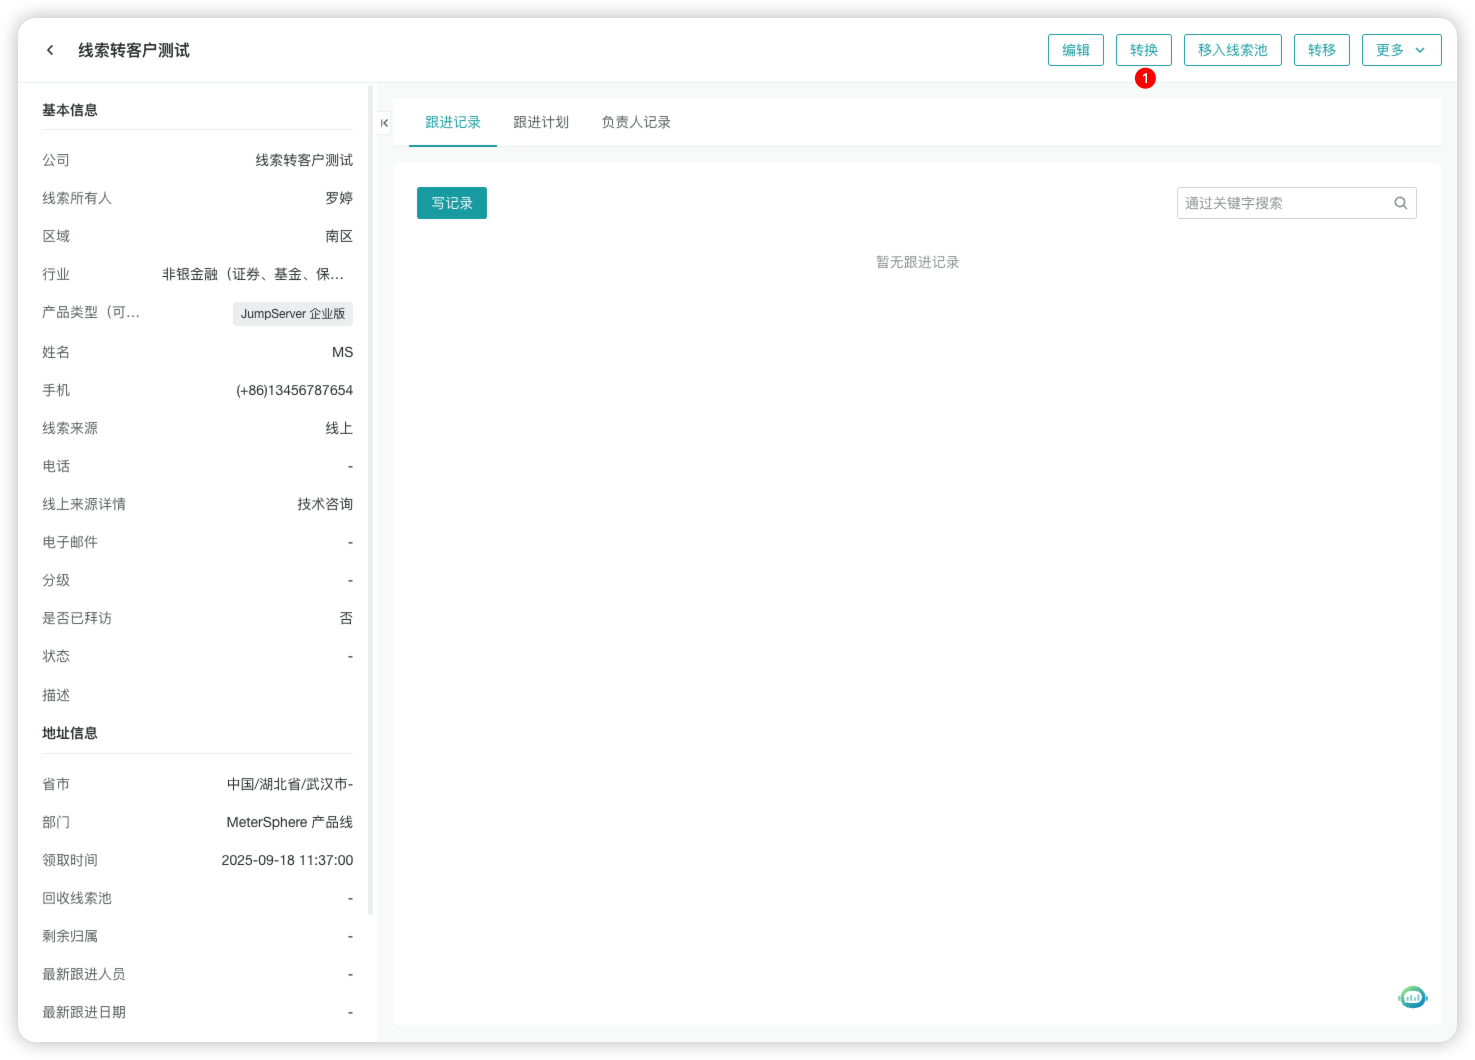 线索转客户测试
编辑
转换
移入线索池
转移
更多
1
基本信息
公司 线索转客户测试
线索所有人 罗婷
区域 南区
行业 非银金融（证券、基金、保...
产品类型（可... JumpServer 企业版
姓名 MS
手机 (+86)13456787654
线索来源 线上
电话 -
线上来源详情 技术咨询
电子邮件 -
分级 -
是否已拜访 否
状态 -
描述
地址信息
省市 中国/湖北省/武汉市-
部门 MeterSphere 产品线
领取时间 2025-09-18 11:37:00
回收线索池 -
剩余归属 -
最新跟进人员 -
最新跟进日期 -
跟进记录
跟进计划
负责人记录
写记录
通过关键字搜索
暂无跟进记录